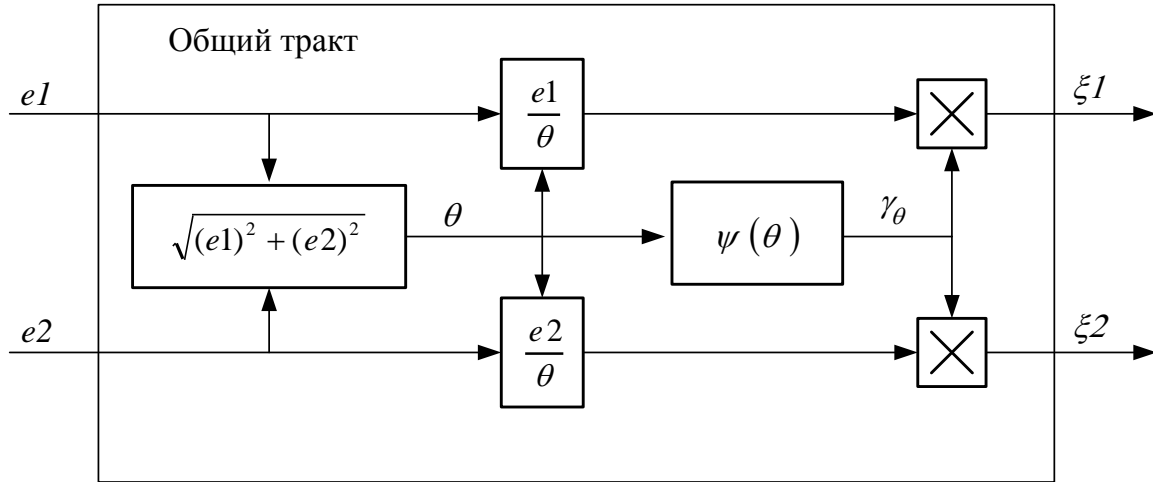 Общий тракт
e1
e1/θ
ξ1
√(e1)² + (e2)²
θ
ψ(θ)
γθ
e2
e2/θ
ξ2